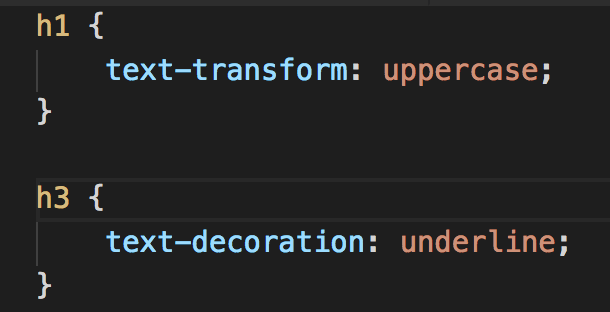 h1 {
    text-transform: uppercase;
}

h3 {
    text-decoration: underline;
}